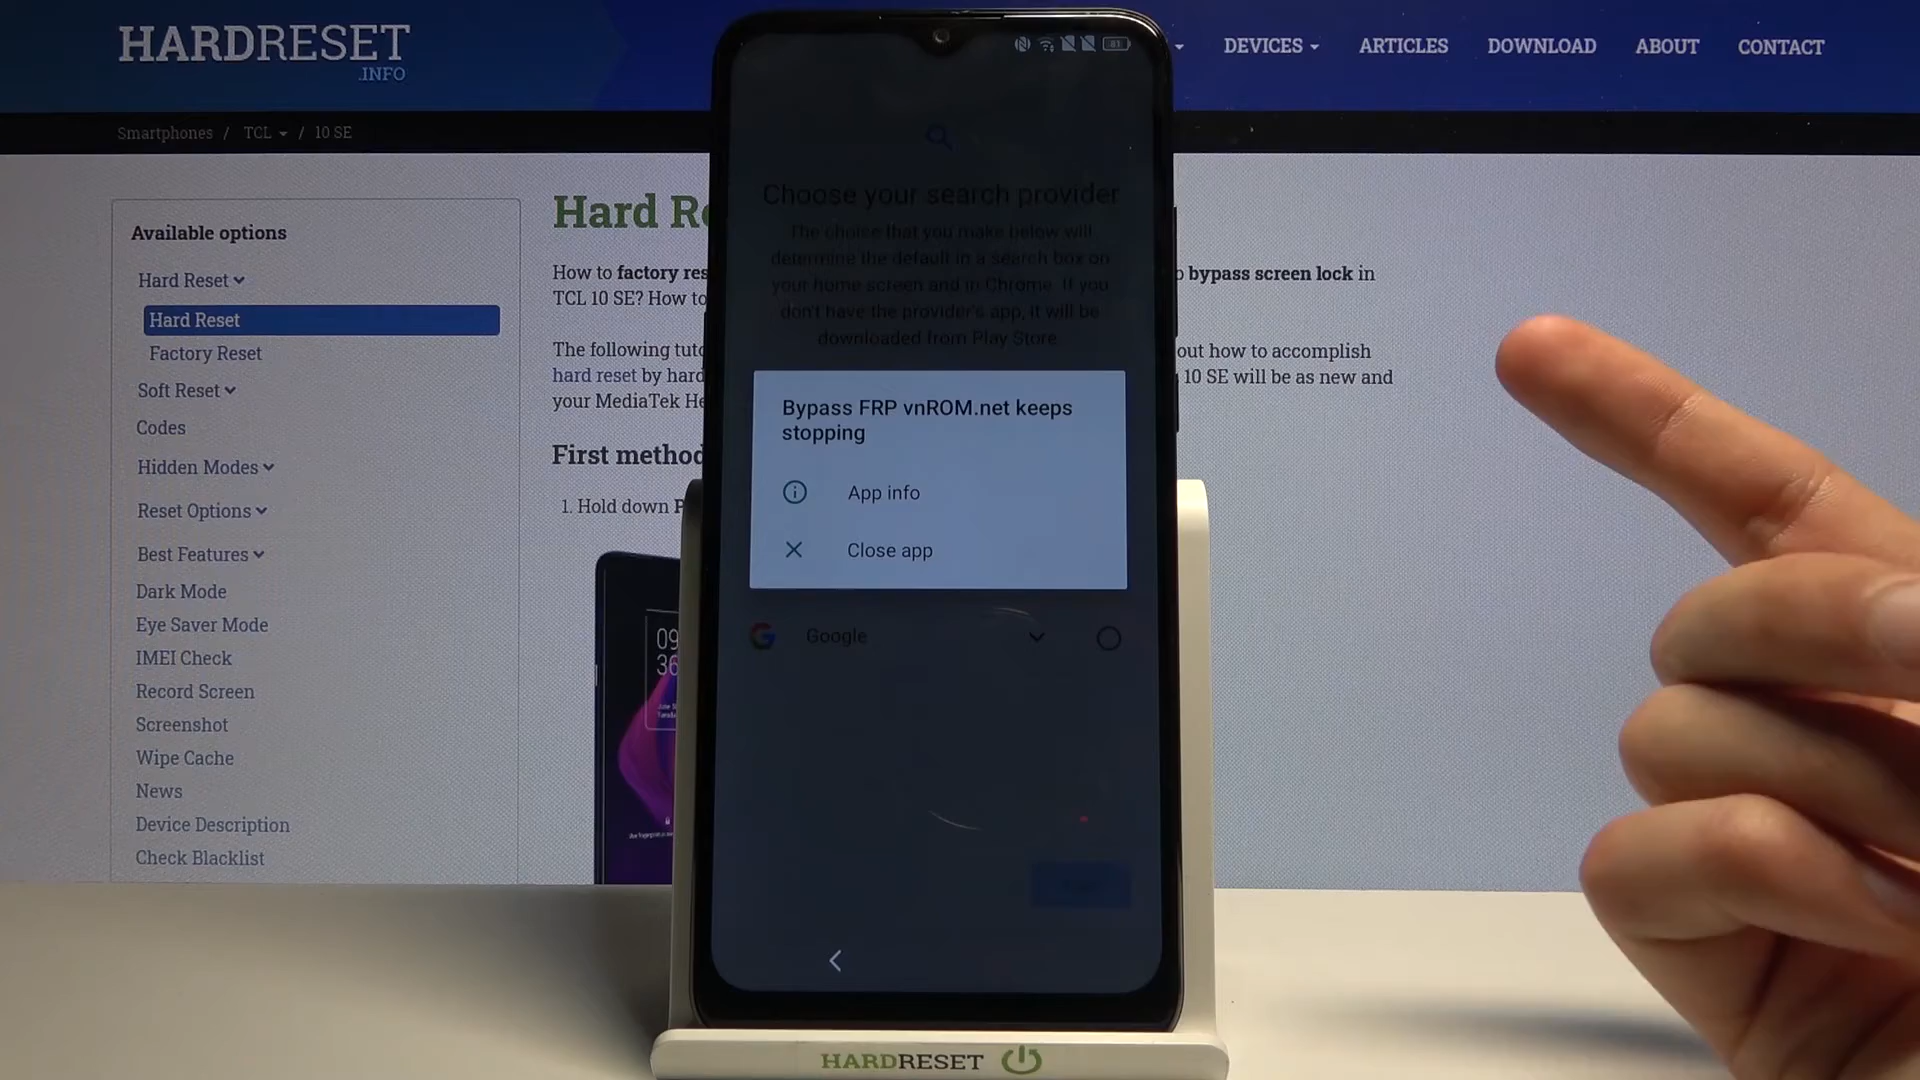 HARDRESET
.INFO
DEVICES
ARTICLES
DOWNLOAD
ABOUT
CONTACT
Smartphones / TCL / 10 SE
Available options
Hard Reset
Hard Reset
Factory Reset
Soft Reset
Codes
Hidden Modes
Reset Options
Best Features
Dark Mode
Eye Saver Mode
IMEI Check
Record Screen
Screenshot
Wipe Cache
News
Device Description
Check Blacklist
Hard
How to factory
bypass screen lock in
TCL 10 SE? How to
The following
out how to accomplish
hard reset by
10 SE will be as new and
your MediaTek
First
1. Hold down
09
81
Choose your search provider
The choice that you make below will
determine the default in a search box on
your home screen and in Chrome. If you
don't have the provider's app, it will be
downloaded from Play Store
Bypass FRP vnROM.net keeps
stopping
App info
Close app
Google
HARDRESET